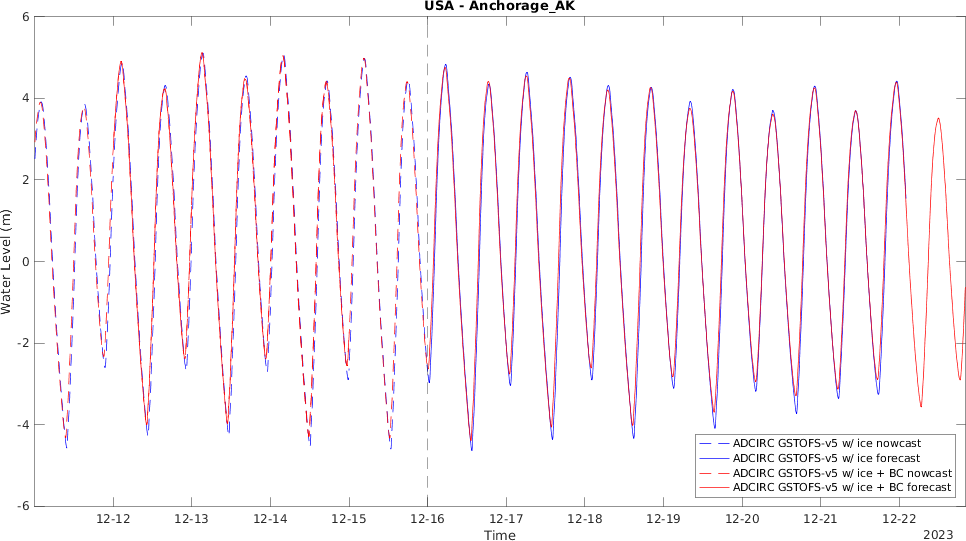 USA - Anchorage_AK
6
4
2
0
-2
-4
-6
Water Level (m)
ADCIRC GSTOFS-v5 w/ ice nowcast
ADCIRC GSTOFS-v5 w/ ice forecast
ADCIRC GSTOFS-v5 w/ ice + BC nowcast
ADCIRC GSTOFS-v5 w/ ice + BC forecast
12-12 12-13 12-14 12-15 12-16 12-17 12-18 12-19 12-20 12-21 12-22
Time
2023